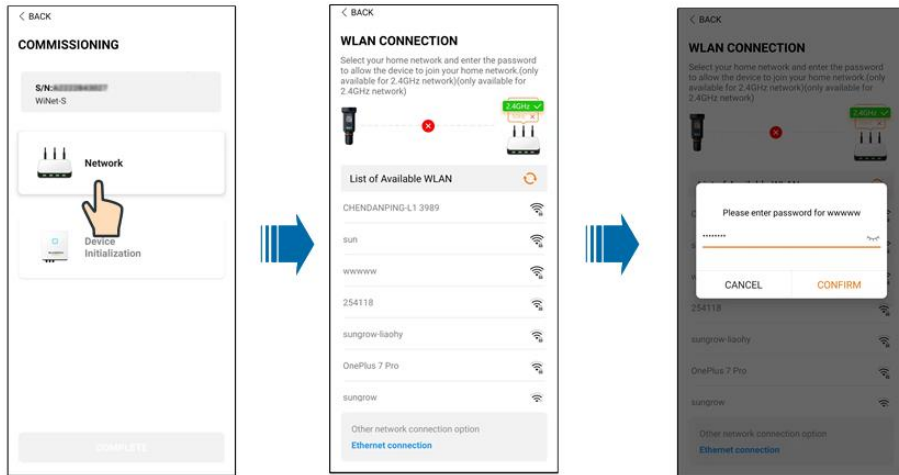 < BACK
COMMISSIONING
S/N:
WiNet-S
Network
Device
Initialization
COMPLETE
< BACK
WLAN CONNECTION
Select your home network and enter the password
to allow the device to join your home network.(only
available for 2.4GHz network)(only available for
2.4GHz network)
2.4GHz
List of Available WLAN
CHENDANPING-L1 3989
sun
wwwww
254118
sungrow-liaohy
OnePlus 7 Pro
sungrow
Other network connection option
Ethernet connection
< BACK
WLAN CONNECTION
Select your home network and enter the password
to allow the device to join your home network.(only
available for 2.4GHz network)(only available for
2.4GHz network)
2.4GHz
Please enter password for wwwww
········
CANCEL CONFIRM
254118
sungrow-liaohy
OnePlus 7 Pro
sungrow
Other network connection option
Ethernet connection